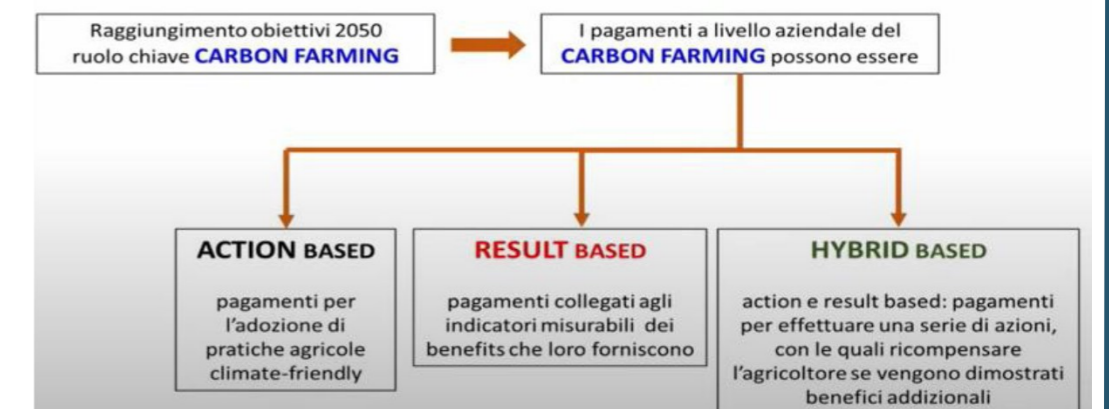 Raggiungimento obiettivi 2050
ruolo chiave CARBON FARMING
I pagamenti a livello aziendale del
CARBON FARMING possono essere
ACTION BASED
pagamenti per
l'adozione di
pratiche agricole
climate-friendly
RESULT BASED
pagamenti collegati agli
indicatori misurabili dei
benefits che loro forniscono
HYBRID BASED
action e result based: pagamenti
per effettuare una serie di azioni,
con le quali ricompensare
l'agricoltore se vengono dimostrati
benefici addizionali